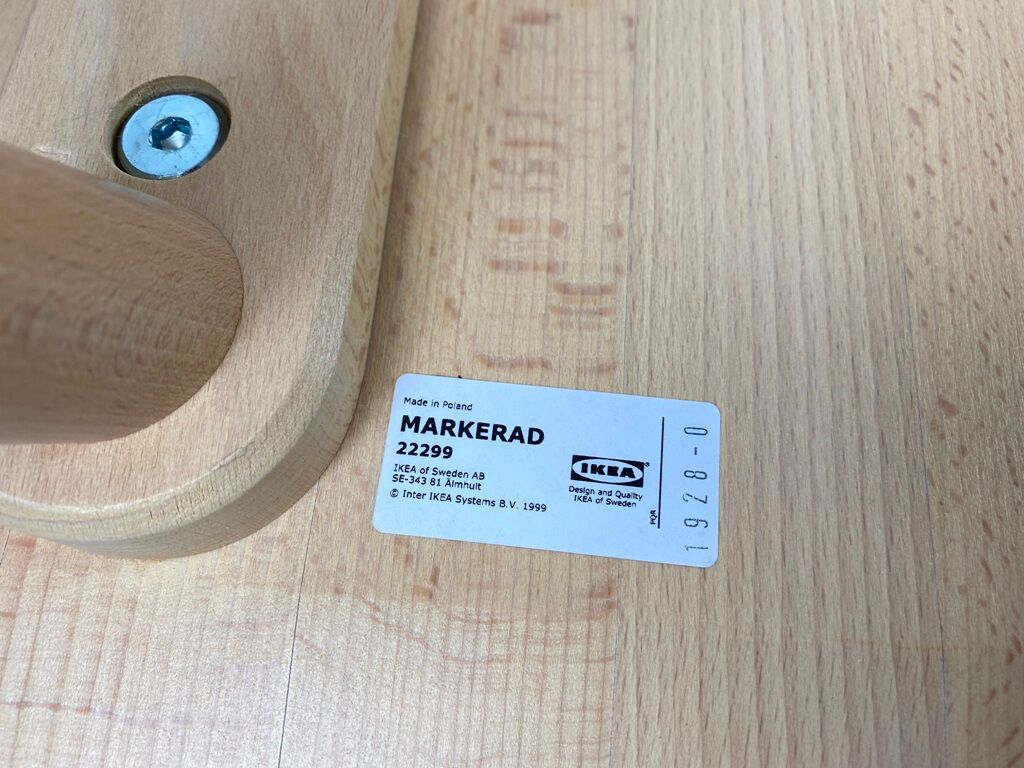 Made in Poland
MARKERAD
22299
IKEA of Sweden AB
SE-343 81 Älmhult
© Inter IKEA Systems B.V. 1999
IKEA®
Design and Quality
IKEA of Sweden
PQR
1928-0